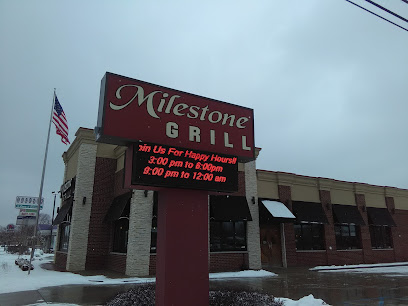 Milestone
GRILL
oin Us For Happy Hours!!
3:00 pm to 6:00pm
9:00 pm to 12:00 am